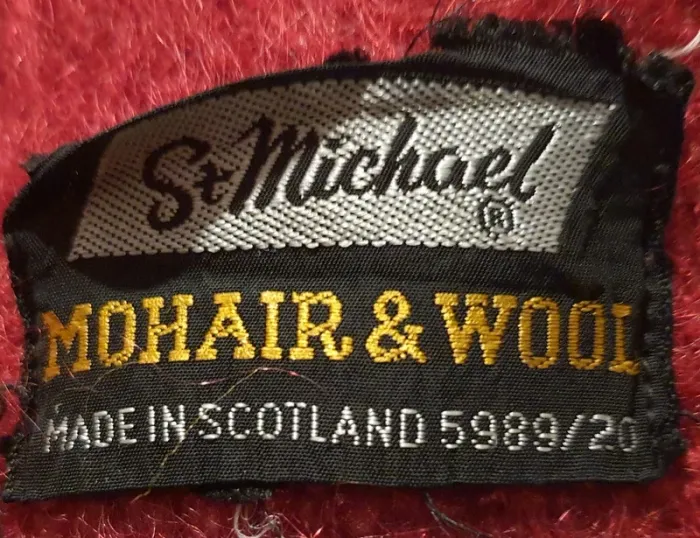 St Michael
®
MOHAIR & WOOL
MADE IN SCOTLAND 5989/20